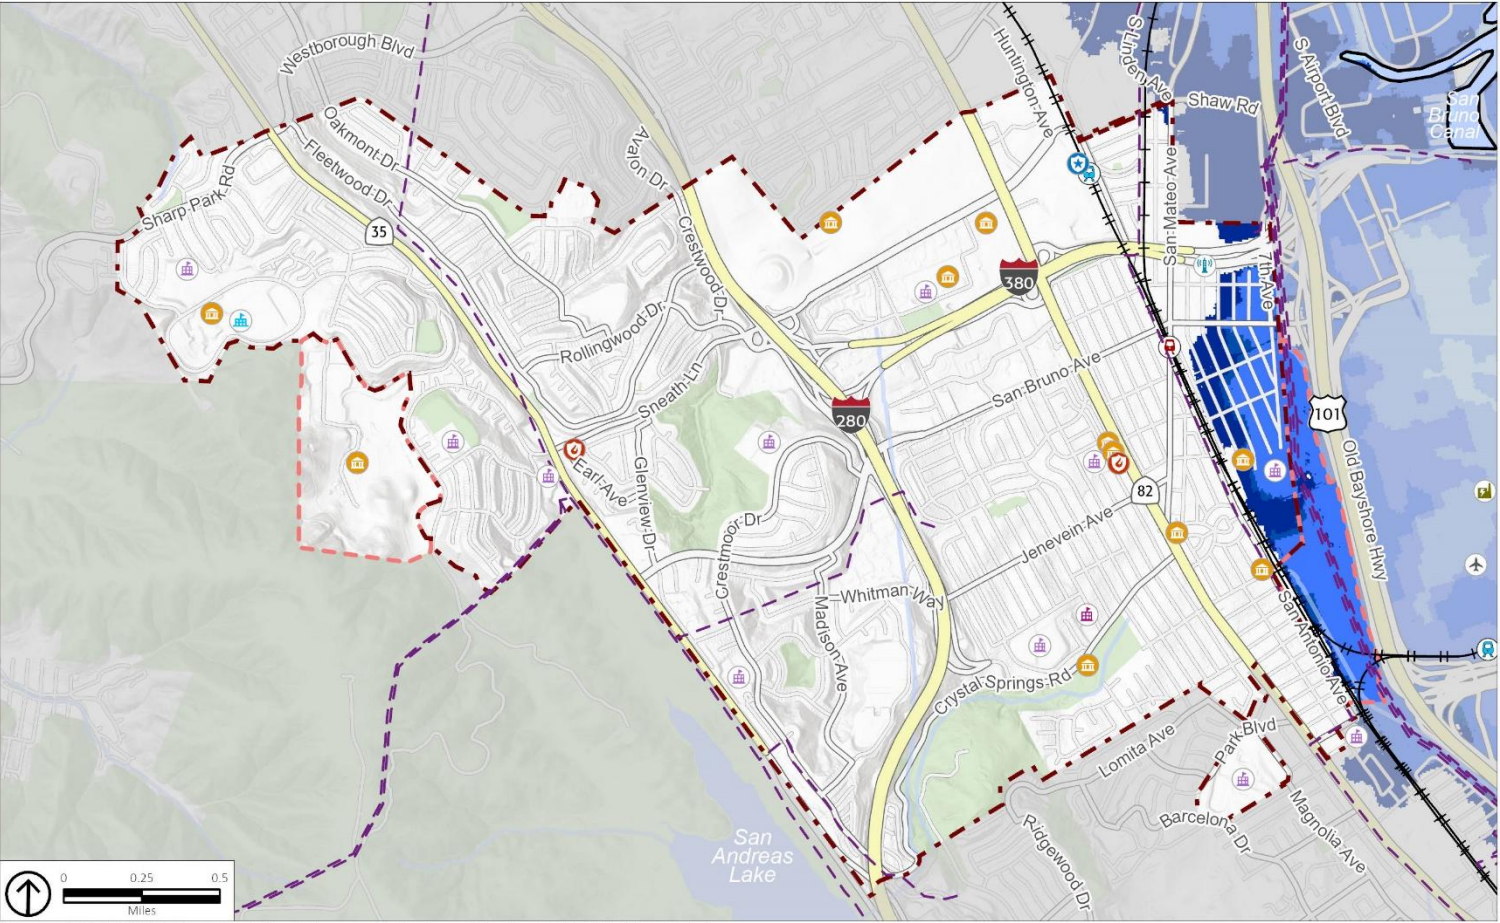 Westborough Blvd
Huntington Ave
S Linden Ave
S Airport Blvd
Shaw Rd
San
Bruno
Canal
Oakmont Dr
Fleetwood Dr
Avalon Dr
Sharp Park Rd
35
Crestwood Dr
San Mateo Ave
7th Ave
380
Rollingwood Dr
Sneath Ln
San Bruno Ave
280
101
Earl Ave
Glenview Dr
82
Old Bayshore Hwy
Crestmoor Dr
Jenevein Ave
Whitman Way
Madison Ave
San Antonio Ave
Crystal Springs Rd
Lomita Ave
Park Blvd
Magnolia Ave
Barcelona Dr
Ridgewood Dr
San
Andreas
Lake
0 0.25 0.5
Miles